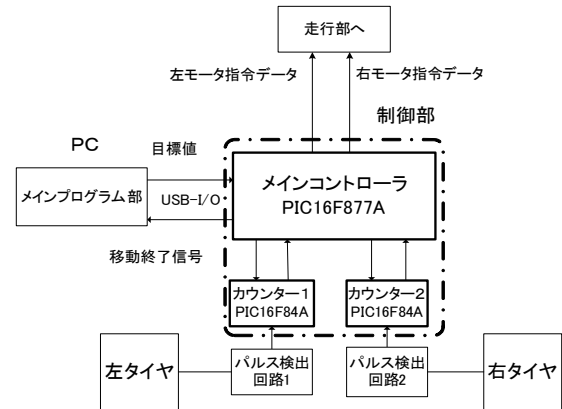 走行部へ
左モータ指令データ
右モータ指令データ
制御部
PC
目標値
メインプログラム部
USB-I/O
メインコントローラ
PIC16F877A
移動終了信号
カウンター1
PIC16F84A
カウンター2
PIC16F84A
左タイヤ
パルス検出
回路1
パルス検出
回路2
右タイヤ